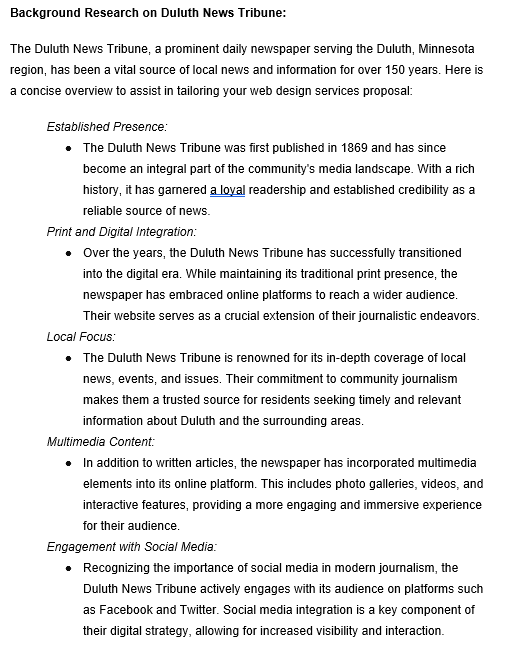 Background Research on Duluth News Tribune:
The Duluth News Tribune, a prominent daily newspaper serving the Duluth, Minnesota
region, has been a vital source of local news and information for over 150 years. Here is
a concise overview to assist in tailoring your web design services proposal:
Established Presence:
● The Duluth News Tribune was first published in 1869 and has since
become an integral part of the community's media landscape. With a rich
history, it has garnered a loyal readership and established credibility as a
reliable source of news.
Print and Digital Integration:
● Over the years, the Duluth News Tribune has successfully transitioned
into the digital era. While maintaining its traditional print presence, the
newspaper has embraced online platforms to reach a wider audience.
Their website serves as a crucial extension of their journalistic endeavors.
Local Focus:
● The Duluth News Tribune is renowned for its in-depth coverage of local
news, events, and issues. Their commitment to community journalism
makes them a trusted source for residents seeking timely and relevant
information about Duluth and the surrounding areas.
Multimedia Content:
● In addition to written articles, the newspaper has incorporated multimedia
elements into its online platform. This includes photo galleries, videos, and
interactive features, providing a more engaging and immersive experience
for their audience.
Engagement with Social Media:
● Recognizing the importance of social media in modern journalism, the
Duluth News Tribune actively engages with its audience on platforms such
as Facebook and Twitter. Social media integration is a key component of
their digital strategy, allowing for increased visibility and interaction.